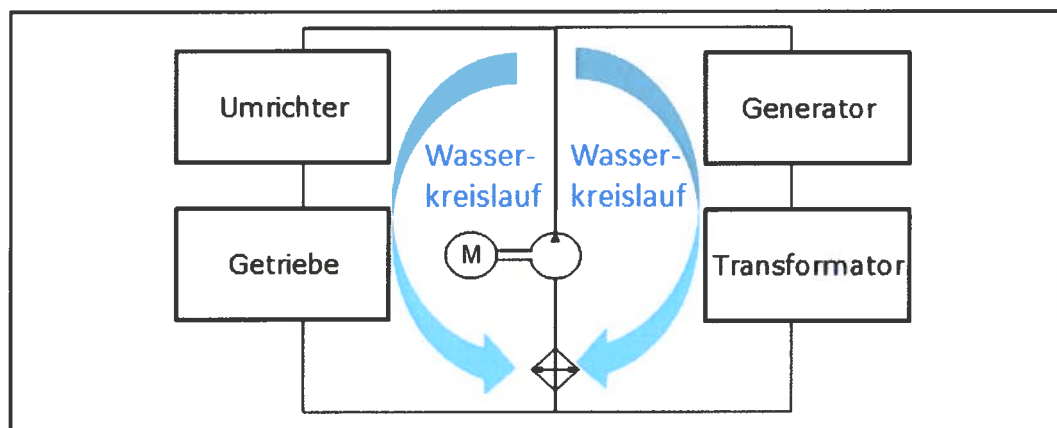 Umrichter
Generator
Wasser-
kreislauf
Wasser-
kreislauf
Getriebe
M
Transformator